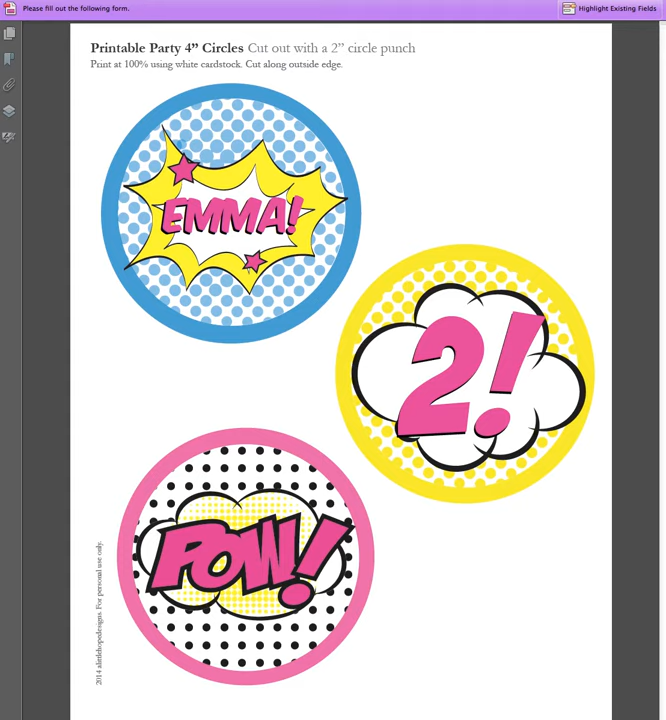 Please fill out the following form.
Highlight Existing Fields
Printable Party 4” Circles Cut out with a 2” circle punch
Print at 100% using white cardstock. Cut along outside edge.
EMMA!
2!
POW!
2014 alittlehopedesigns. For personal use only.